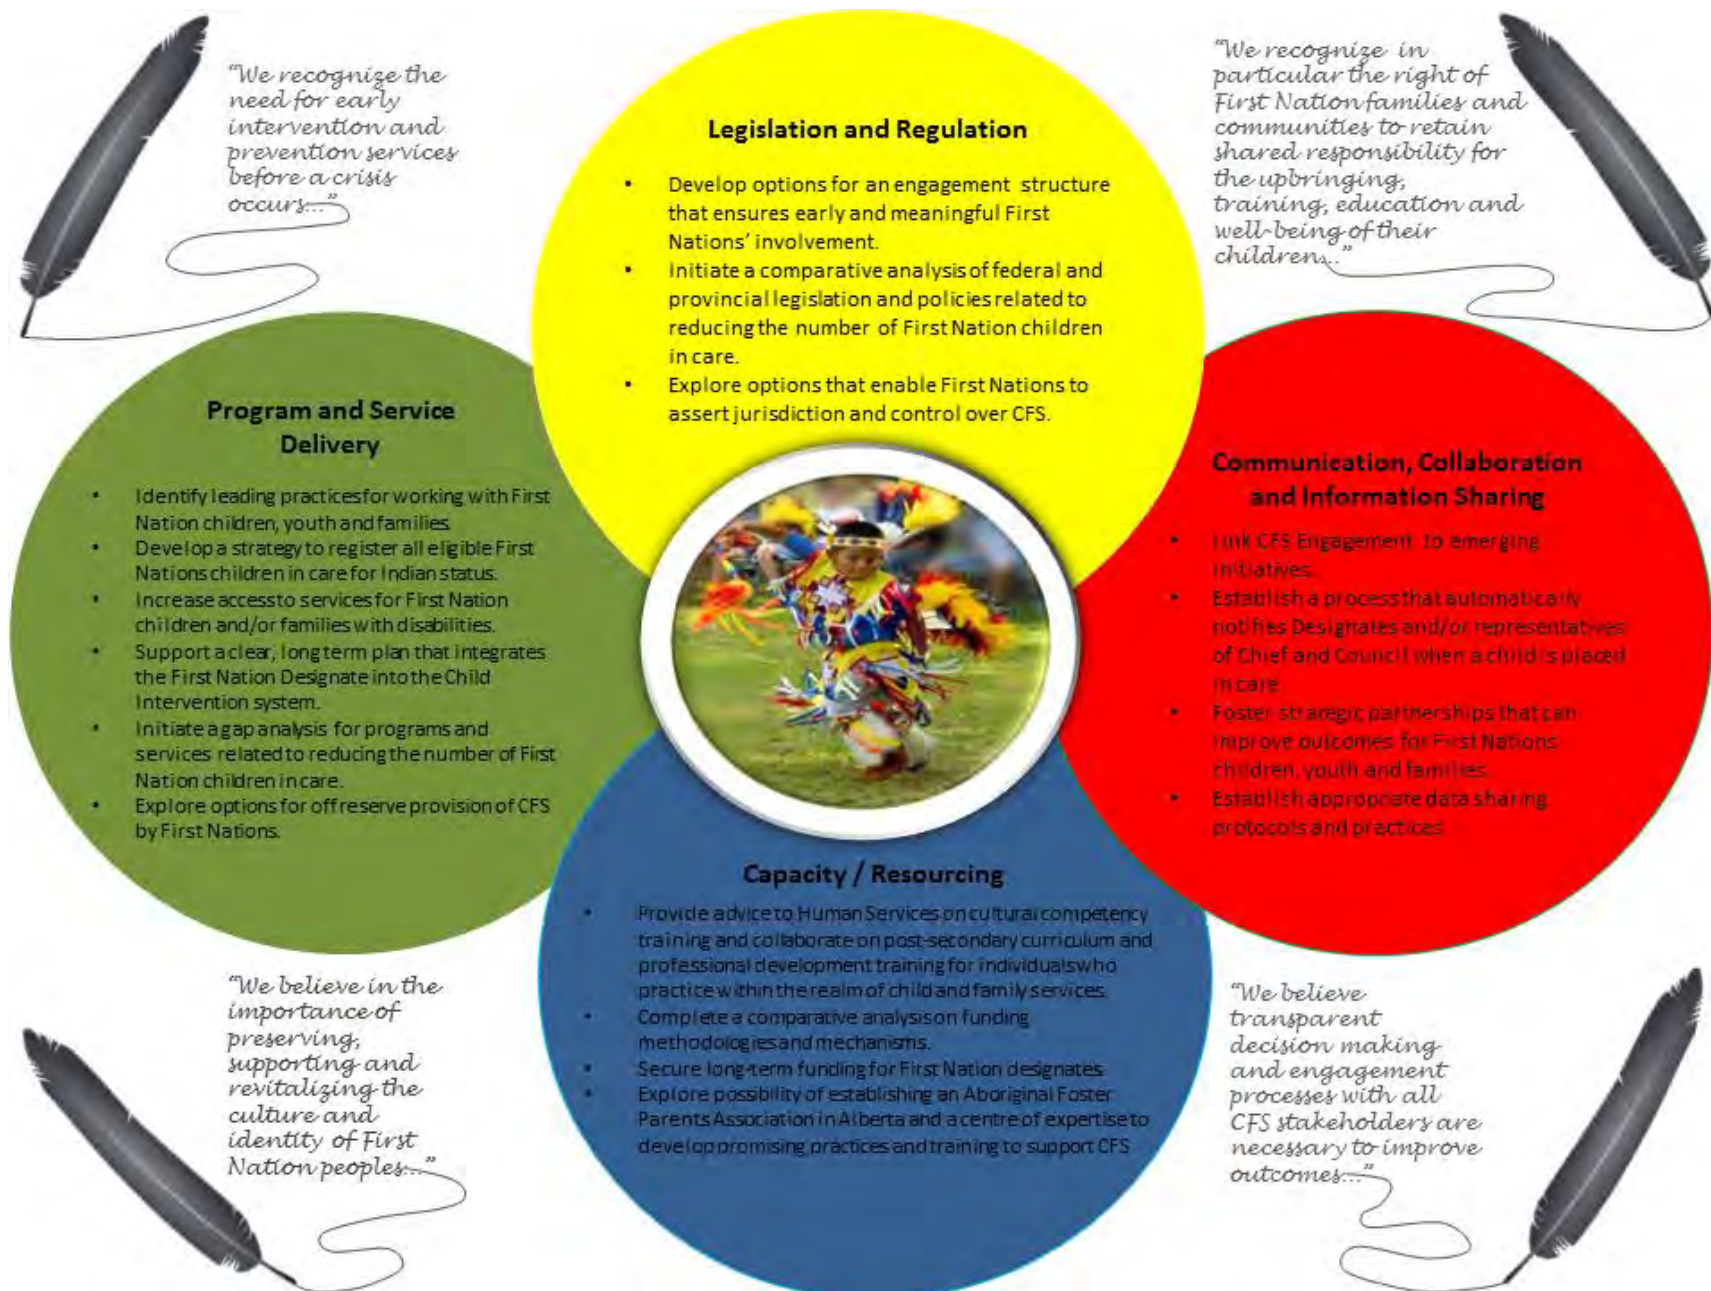 “We recognize the
need for early
intervention and
prevention services
before a crisis
occurs...”
“We recognize in
particular the right of
First Nation families and
communities to retain
shared responsibility for
the upbringing,
training, education and
well-being of their
children...”
Legislation and Regulation
• Develop options for an engagement structure
that ensures early and meaningful First
Nations’ involvement.
• Initiate a comparative analysis of federal and
provincial legislation and policies related to
reducing the number of First Nation children
in care.
• Explore options that enable First Nations to
assert jurisdiction and control over CFS.
Program and Service
Delivery
• Identify leading practices for working with First
Nation children, youth and families.
• Develop a strategy to register all eligible First
Nations children in care for Indian status.
• Increase access to services for First Nation
children and/or families with disabilities.
• Support a clear, long term plan that integrates
the First Nation Designate into the Child
Intervention system.
• Initiate a gap analysis for programs and
services related to reducing the number of First
Nation children in care.
• Explore options for off reserve provision of CFS
by First Nations.
Communication, Collaboration
and Information Sharing
• Link CFS Engagement to emerging
initiatives.
• Establish a process that automatically
notifies Designates and/or representatives
of Chief and Council when a child is placed
in care
• Foster strategic partnerships that can
improve outcomes for First Nations
children, youth and families.
• Establish appropriate data sharing
protocols and practices
Capacity / Resourcing
• Provide advice to Human Services on cultural competency
training and collaborate on post-secondary curriculum and
professional development training for individuals who
practice within the realm of child and family services.
• Complete a comparative analysis on funding
methodologies and mechanisms.
• Secure long-term funding for First Nation designates
• Explore possibility of establishing an Aboriginal Foster
Parents Association in Alberta and a centre of expertise to
develop promising practices and training to support CFS
“We believe in the
importance of
preserving,
supporting and
revitalizing the
culture and
identity of First
Nation peoples...”
“We believe
transparent
decision making
and engagement
processes with all
CFS stakeholders are
necessary to improve
outcomes...”